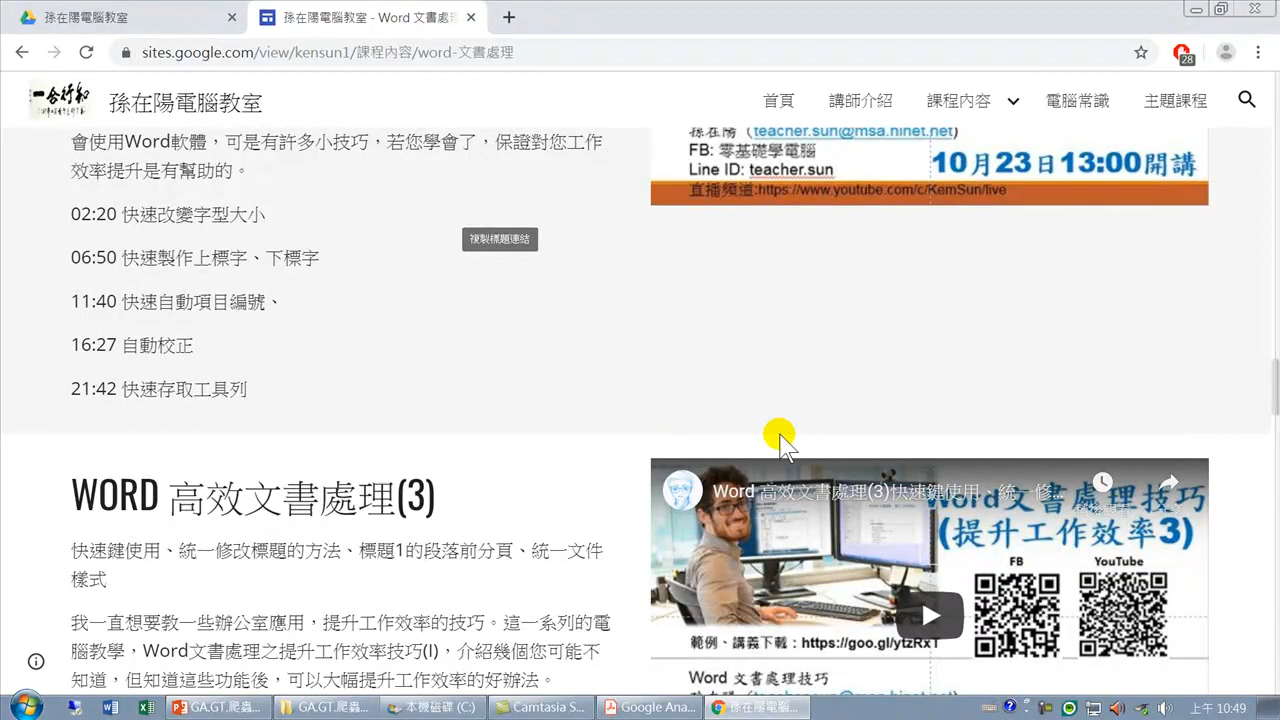 孫在陽電腦教室
孫在陽電腦教室 - Word 文書處理
sites.google.com/view/kensun1/課程內容/word-文書處理
28
一合行和
孫在陽電腦教室
首頁
講師介紹
課程內容
電腦常識
主題課程
會使用Word軟體，可是有許多小技巧，若您學會了，保證對您工作
效率提升是有幫助的。
02:20 快速改變字型大小
複製標題連結
06:50 快速製作上標字、下標字
11:40 快速自動項目編號、
16:27 自動校正
21:42 快速存取工具列
孫在陽 (teacher.sun@msa.hinet.net)
FB: 零基礎學電腦
Line ID: teacher.sun
10月23日13:00開講
直播頻道:https://www.youtube.com/c/KemSun/live
WORD 高效文書處理(3)
快速鍵使用、統一修改標題的方法、標題1的段落前分頁、統一文件
樣式
我一直想要教一些辦公室應用，提升工作效率的技巧。這一系列的電
腦教學，Word文書處理之提升工作效率技巧(I)，介紹幾個您可能不
知道，但知道這些功能後，可以大幅提升工作效率的好辦法。
Word 高效文書處理(3)快速鍵使用、統一修...
Word文書處理技巧
(提升工作效率3)
FB
YouTube
範例、講義下載：https://goo.gl/ytzRxT
Word文書處理技巧
孫在陽 (teacher.sun@msa.hinet.net)
GA.GT.爬蟲...
GA.GT.爬蟲...
本機磁碟 (C:)
Camtasia S...
Google Ana...
孫在陽電腦教...
上午 10:49